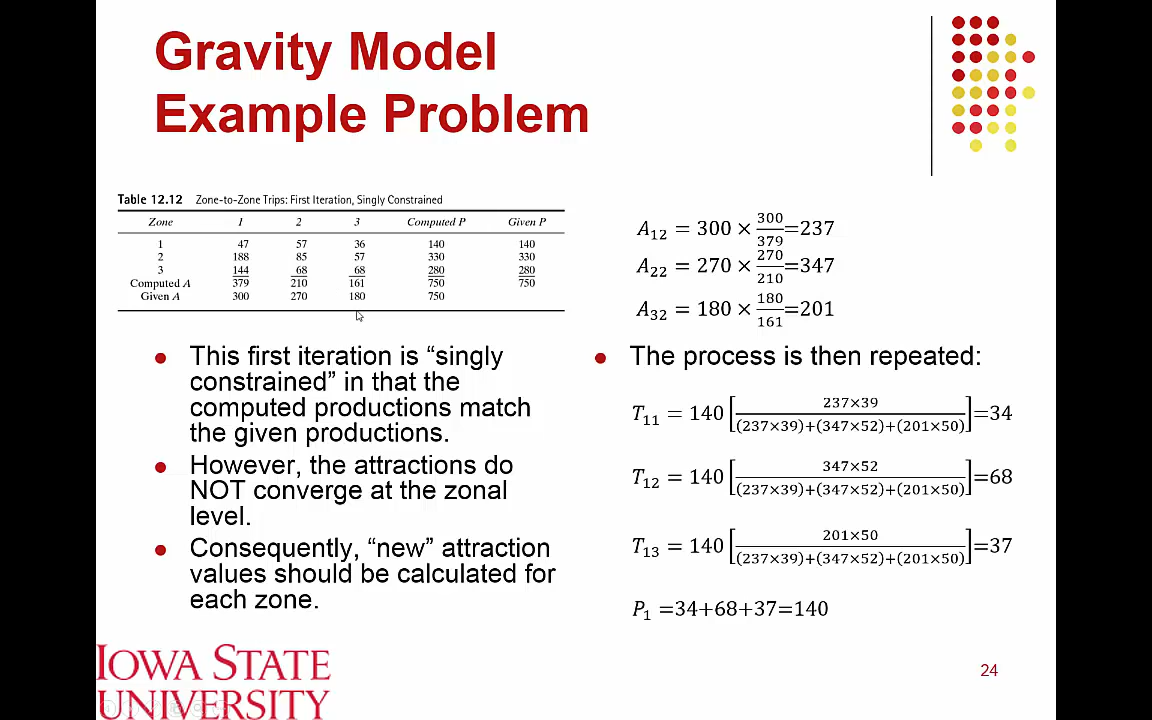 Gravity Model
Example Problem
Table 12.12 Zone-to-Zone Trips: First Iteration, Singly Constrained
Zone 1 2 3 Computed P Given P
1 47 57 36 140 140
2 188 85 57 330 330
3 144 68 68 280 280
Computed A 379 210 161 750 750
Given A 300 270 180 750
• This first iteration is “singly
constrained” in that the
computed productions match
the given productions.
• However, the attractions do
NOT converge at the zonal
level.
• Consequently, “new” attraction
values should be calculated for
each zone.
A₁₂ = 300 × 300/379=237
A₂₂ = 270 × 270/210=347
A₃₂ = 180 × 180/161=201
• The process is then repeated:
T₁₁ = 140 [237×39/((237×39)+(347×52)+(201×50))]=34
T₁₂ = 140 [347×52/((237×39)+(347×52)+(201×50))]=68
T₁₃ = 140 [201×50/((237×39)+(347×52)+(201×50))]=37
P₁ =34+68+37=140
IOWA STATE
UNIVERSITY
24